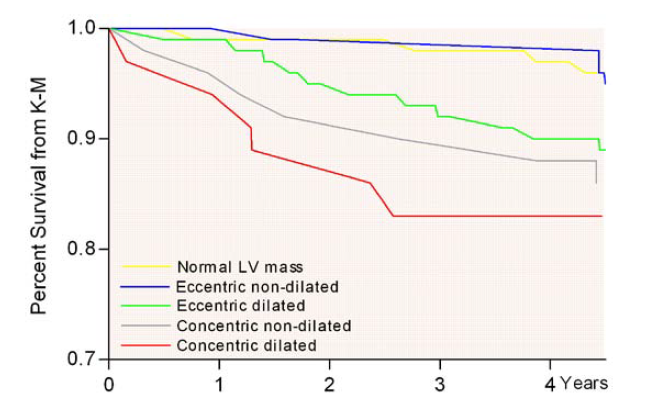 Percent Survival from K-M
1.0
0.9
0.8
0.7
Normal LV mass
Eccentric non-dilated
Eccentric dilated
Concentric non-dilated
Concentric dilated
0 1 2 3 4 Years